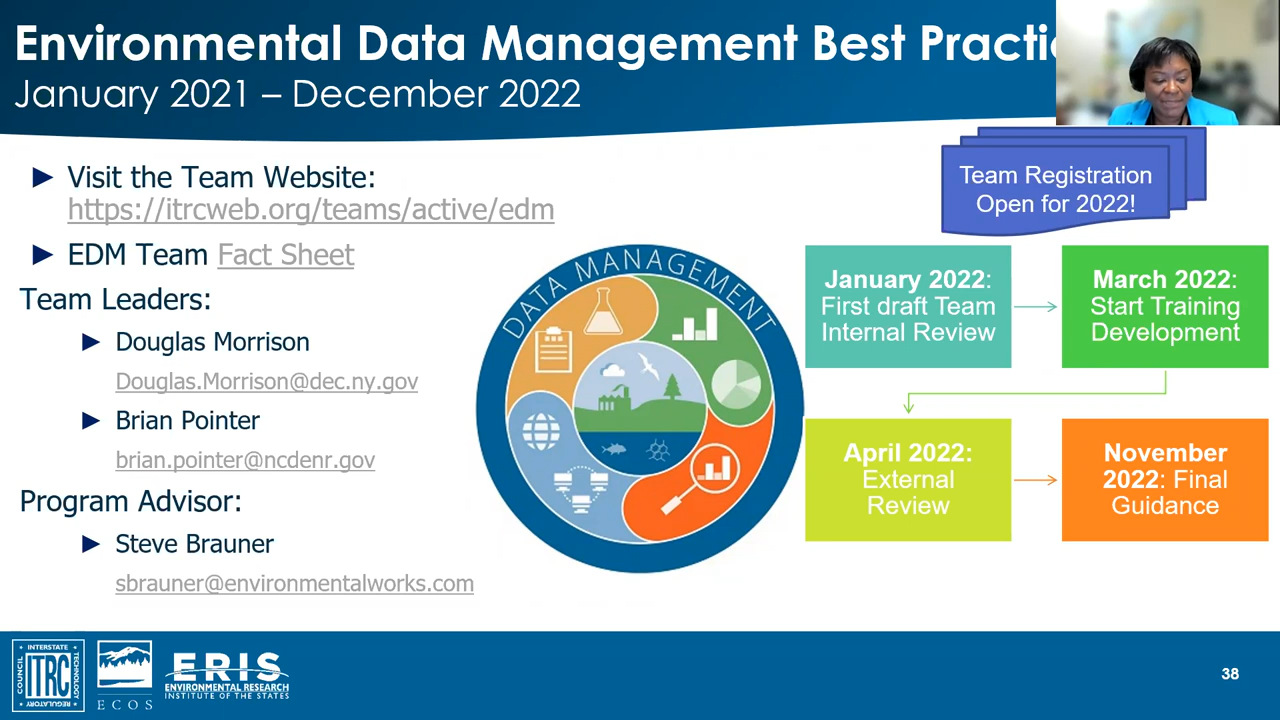 Environmental Data Management Best Practi
January 2021 – December 2022
► Visit the Team Website:
https://itrcweb.org/teams/active/edm
► EDM Team Fact Sheet
Team Leaders:
► Douglas Morrison
Douglas.Morrison@dec.ny.gov
► Brian Pointer
brian.pointer@ncdenr.gov
Program Advisor:
► Steve Brauner
sbrauner@environmentalworks.com
DATA MANAGEMENT
Team Registration
Open for 2022!
January 2022:
First draft Team
Internal Review
March 2022:
Start Training
Development
April 2022:
External
Review
November
2022: Final
Guidance
INTERSTATE
COUNCIL
ITRC
TECHNOLOGY
REGULATORY
ECOS
ERIS
ENVIRONMENTAL RESEARCH
INSTITUTE OF THE STATES
38